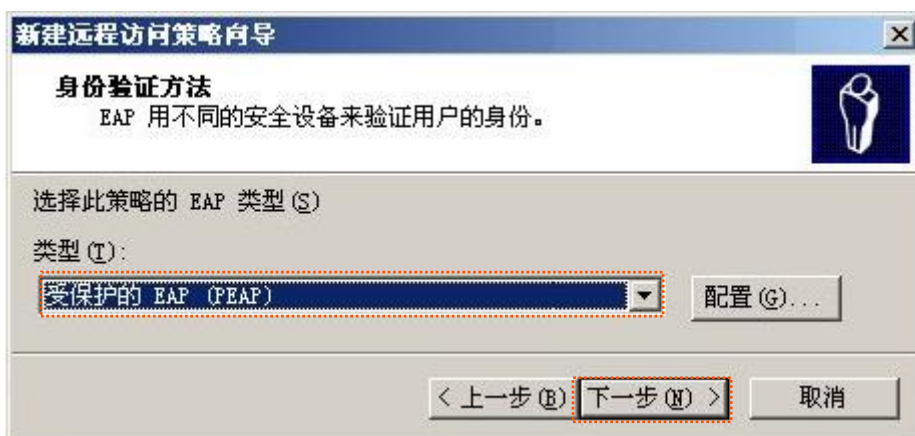 新建远程访问策略向导
身份验证方法
EAP 用不同的安全设备来验证用户的身份。
选择此策略的 EAP 类型(S)
类型(T):
受保护的 EAP (PEAP)
配置(G)...
< 上一步(B)
下一步(N) >
取消